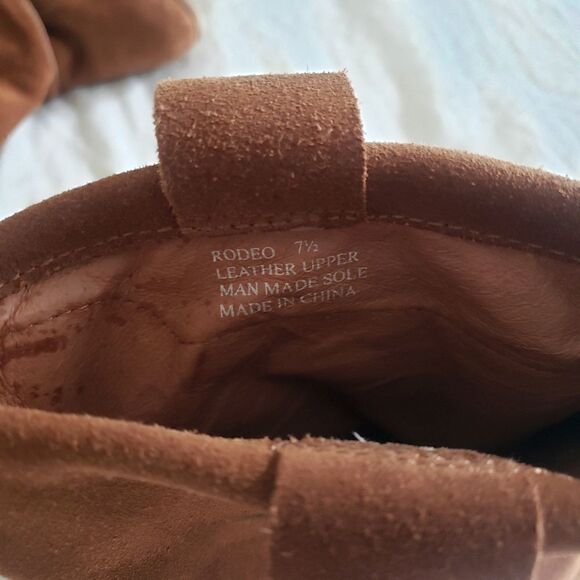 RODEO 7½
LEATHER UPPER
MAN MADE SOLE
MADE IN CHINA